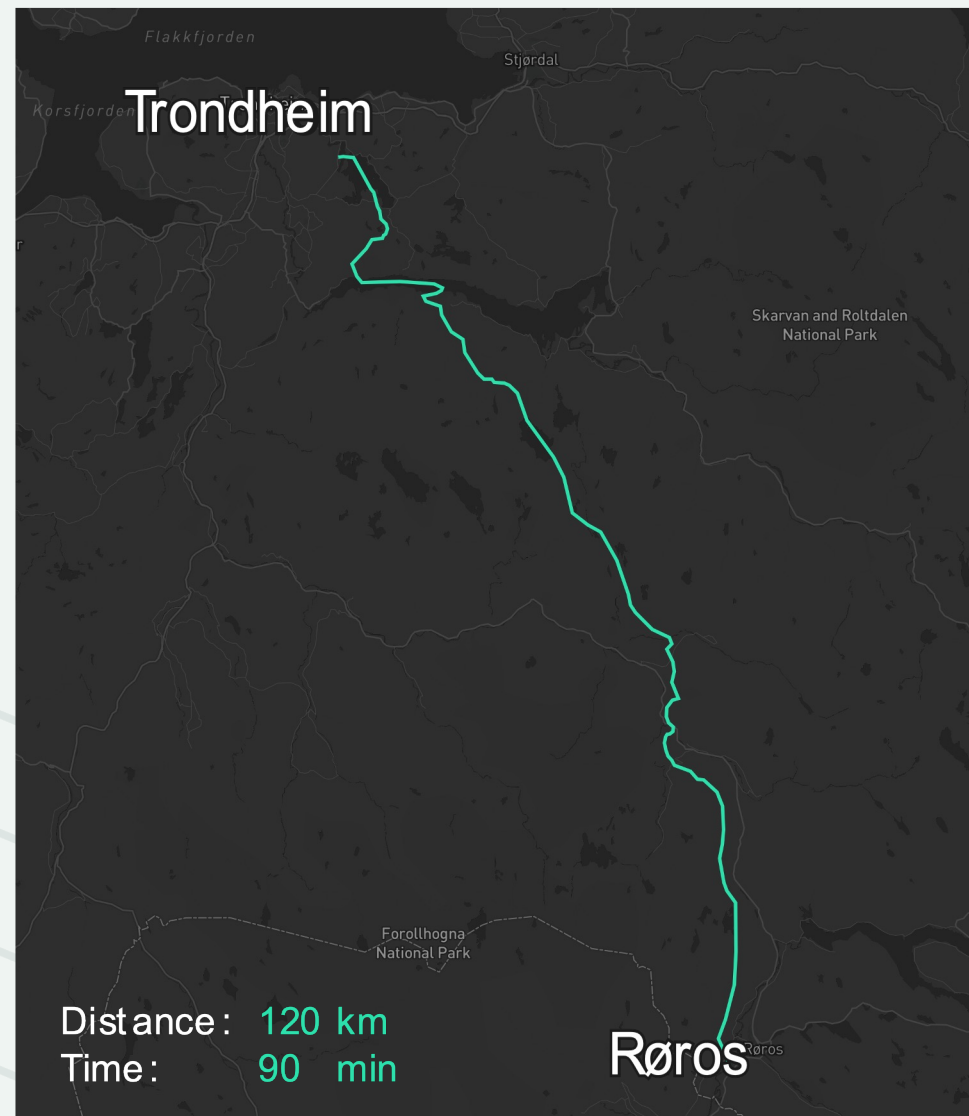 Flakkfjorden
Stjørdal
Korsfjorden
Trondheim
Skarvan and Roltdalen
National Park
Forollhogna
National Park
Distance: 120 km
Time: 90 min
Røros
Røros